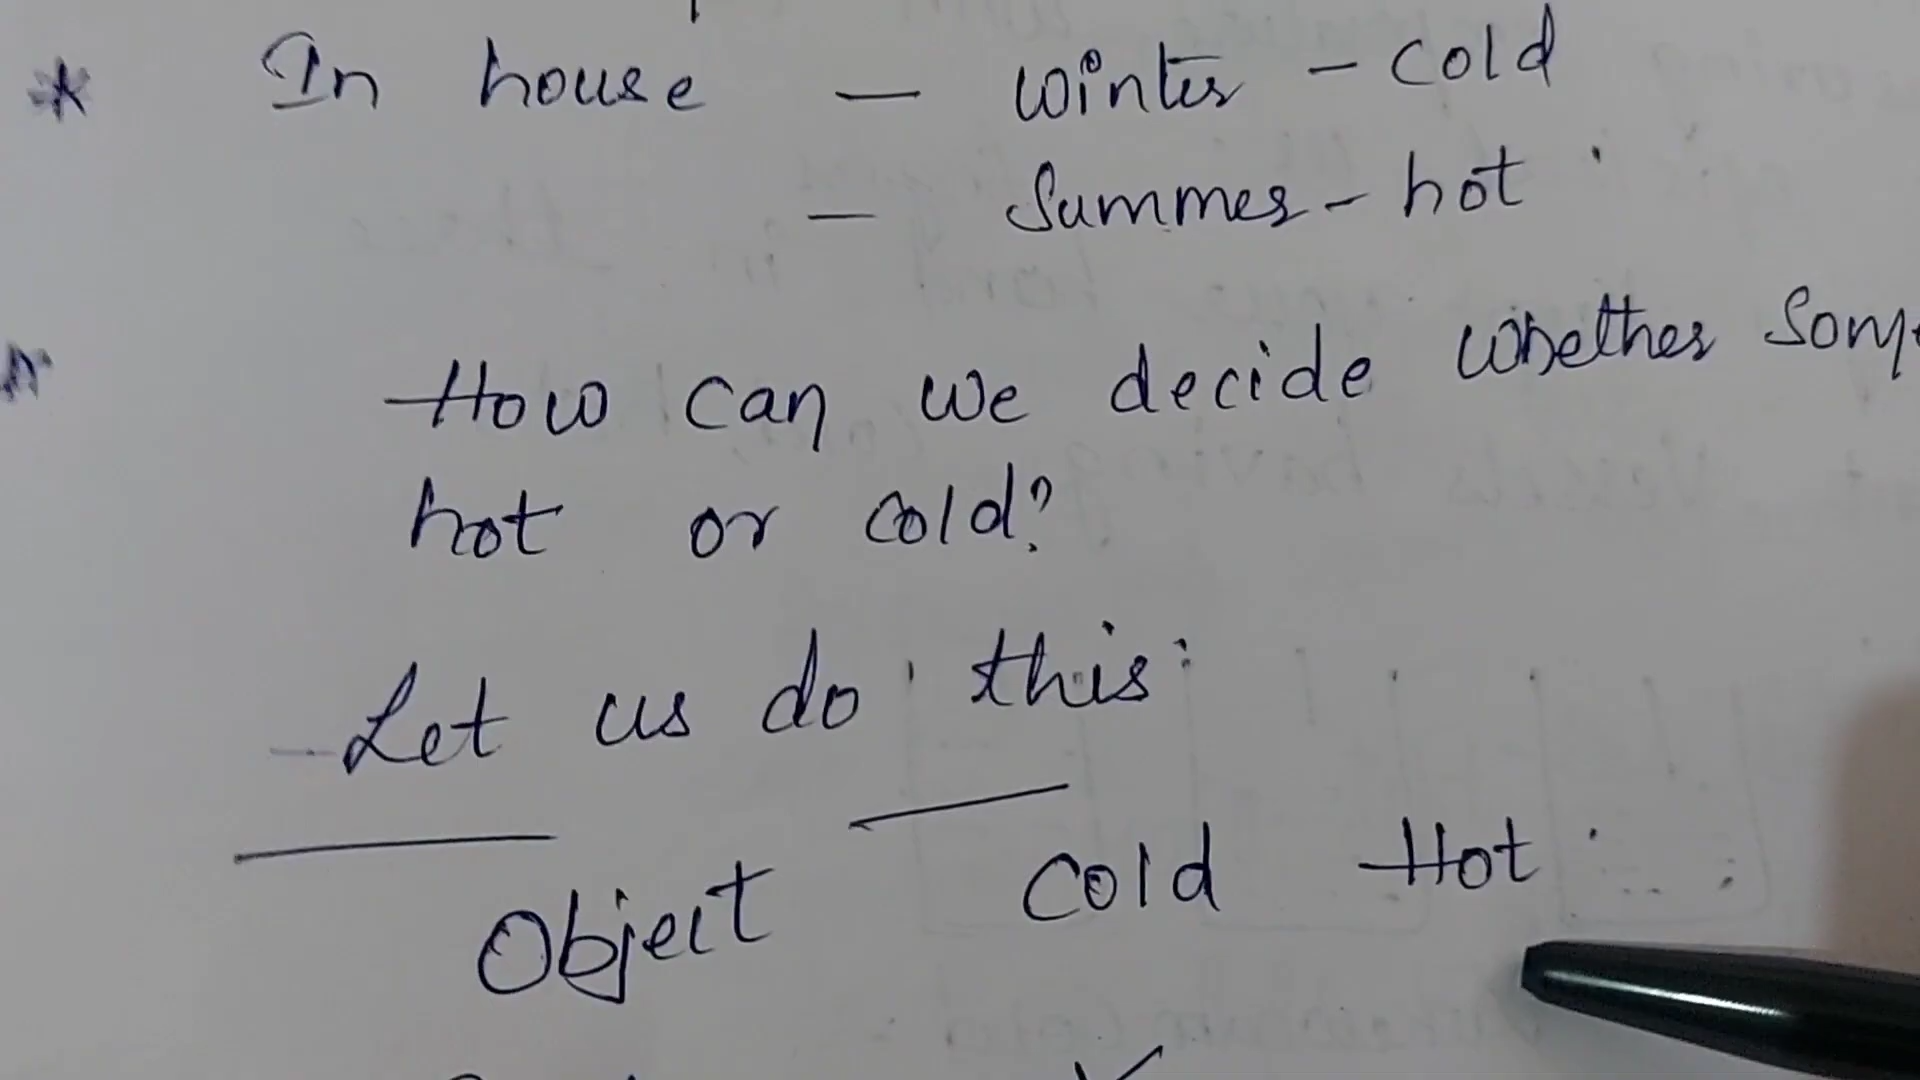 * In house — winter - cold
— Summer - hot
How can we decide whether
hot or cold?
Let us do this:
Object Cold Hot